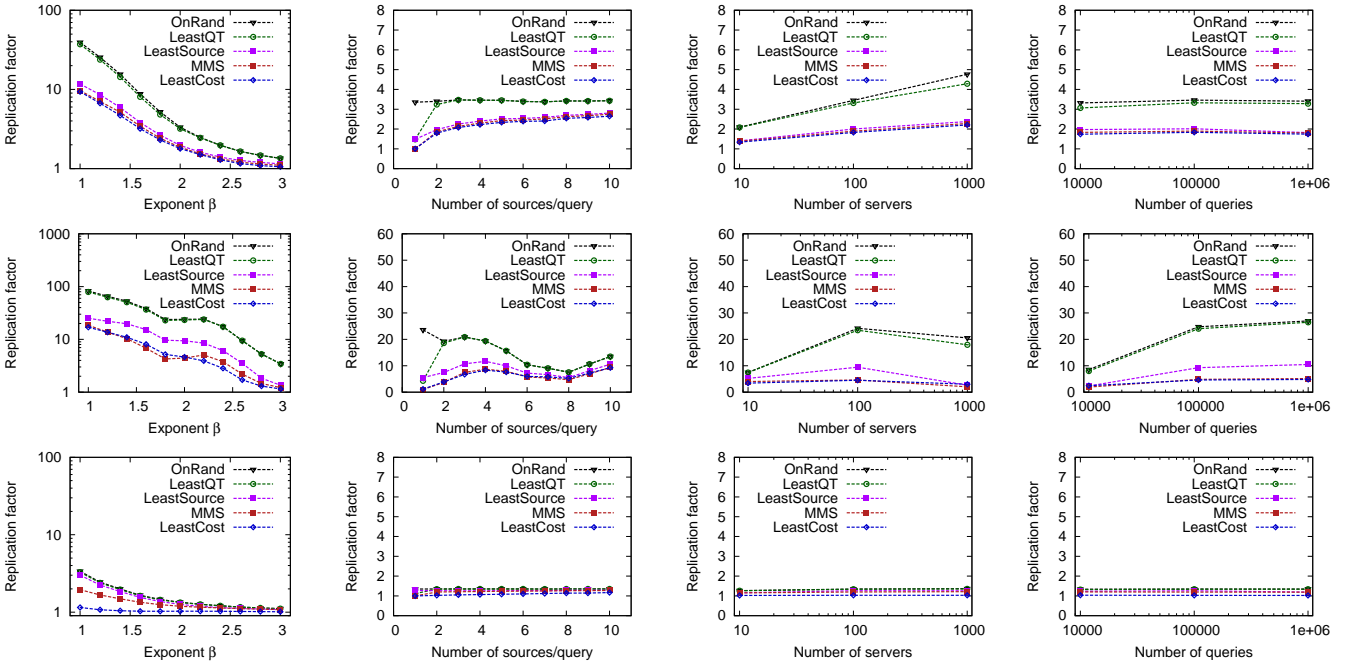 Replication factor
100
10
1
1
1.5
2
2.5
3
Exponent β
OnRand
LeastQT
LeastSource
MMS
LeastCost
Replication factor
8
7
6
5
4
3
2
1
0
0
2
4
6
8
10
Number of sources/query
OnRand
LeastQT
LeastSource
MMS
LeastCost
Replication factor
8
7
6
5
4
3
2
1
0
10
100
1000
Number of servers
OnRand
LeastQT
LeastSource
MMS
LeastCost
Replication factor
8
7
6
5
4
3
2
1
0
10000
100000
1e+06
Number of queries
OnRand
LeastQT
LeastSource
MMS
LeastCost
Replication factor
1000
100
10
1
1
1.5
2
2.5
3
Exponent β
OnRand
LeastQT
LeastSource
MMS
LeastCost
Replication factor
60
50
40
30
20
10
0
0
2
4
6
8
10
Number of sources/query
OnRand
LeastQT
LeastSource
MMS
LeastCost
Replication factor
60
50
40
30
20
10
0
10
100
1000
Number of servers
OnRand
LeastQT
LeastSource
MMS
LeastCost
Replication factor
60
50
40
30
20
10
0
10000
100000
1e+06
Number of queries
OnRand
LeastQT
LeastSource
MMS
LeastCost
Replication factor
100
10
1
1
1.5
2
2.5
3
Exponent β
OnRand
LeastQT
LeastSource
MMS
LeastCost
Replication factor
8
7
6
5
4
3
2
1
0
0
2
4
6
8
10
Number of sources/query
OnRand
LeastQT
LeastSource
MMS
LeastCost
Replication factor
8
7
6
5
4
3
2
1
0
10
100
1000
Number of servers
OnRand
LeastQT
LeastSource
MMS
LeastCost
Replication factor
8
7
6
5
4
3
2
1
0
10000
100000
1e+06
Number of queries
OnRand
LeastQT
LeastSource
MMS
LeastCost